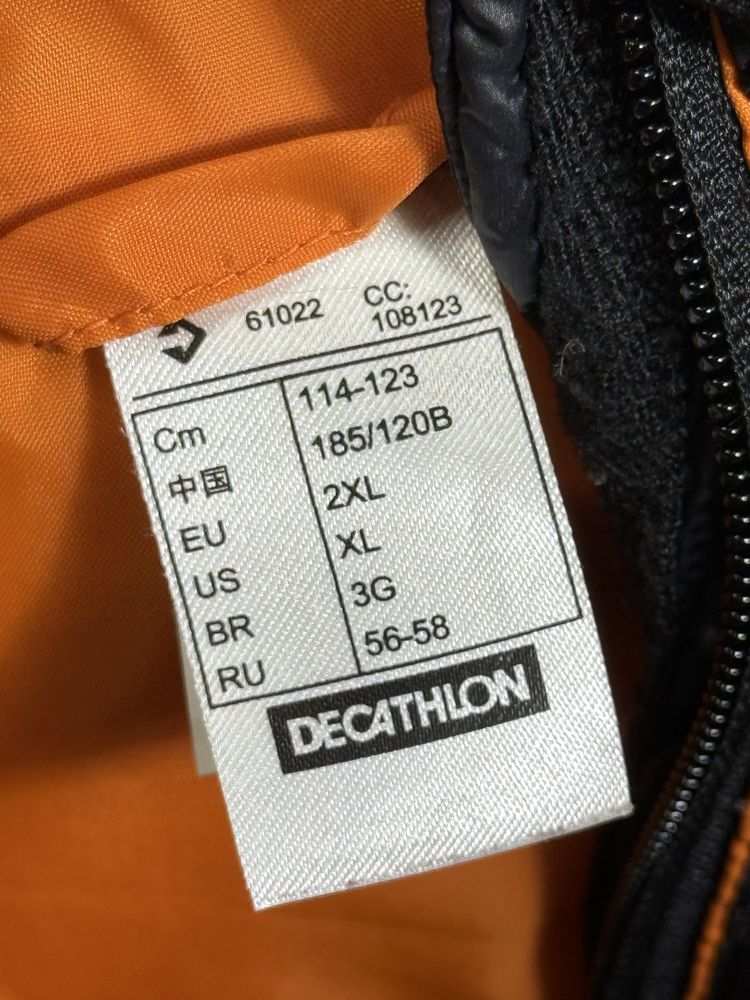 61022 CC:
108123
Cm 114-123
中国 185/120B
EU 2XL
US XL
BR 3G
RU 56-58
DECATHLON